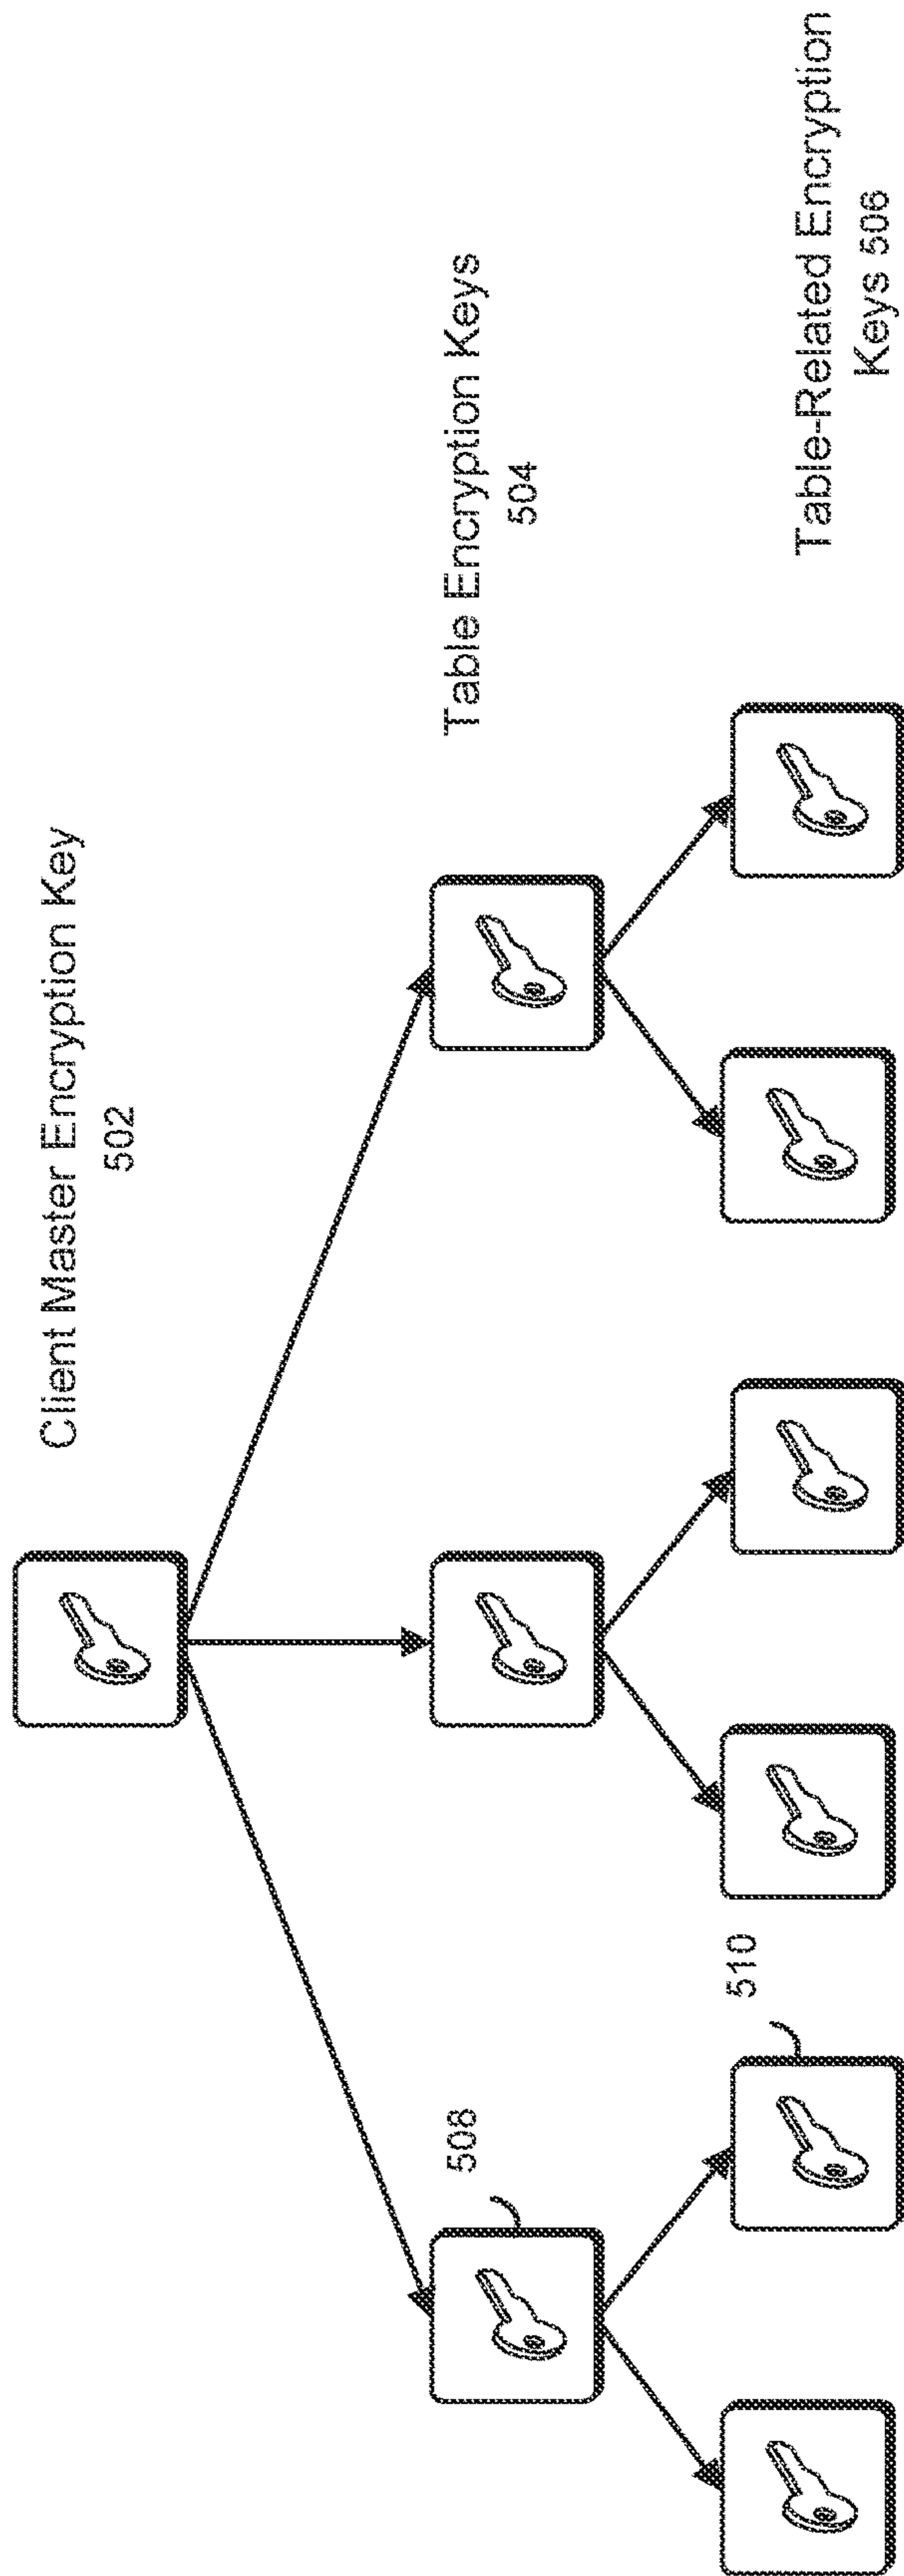 Client Master Encryption Key
502
Table Encryption Keys
504
508
Table-Related Encryption
Keys 506
510